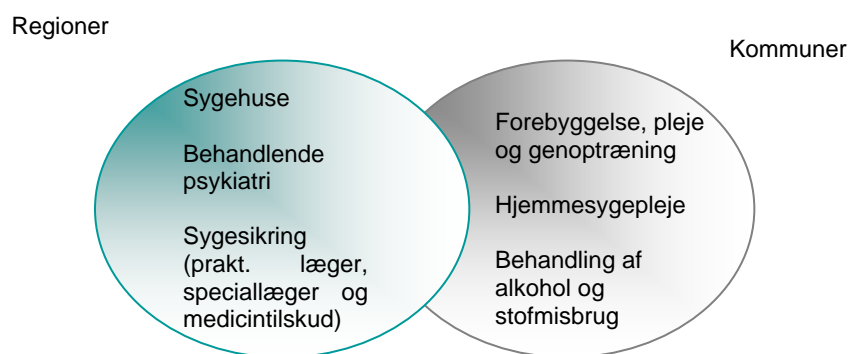 Regioner
Kommuner
Sygehuse
Behandlende
psykiatri
Sygesikring
(prakt. læger,
speciallæger og
medicintilskud)
Forebyggelse, pleje
og genoptræning
Hjemmesygepleje
Behandling af
alkohol og
stofmisbrug